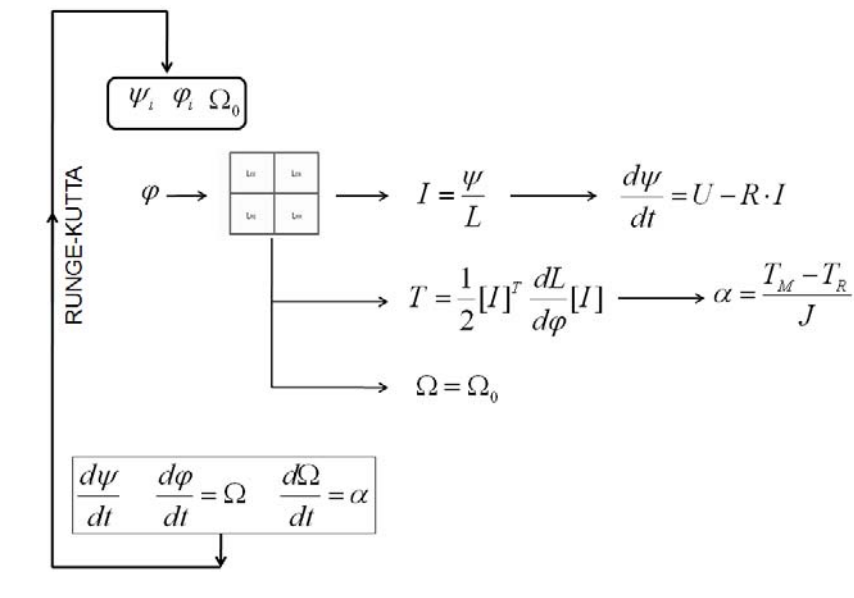 ψᵢ φᵢ Ω₀
φ
I = ψ/L
dψ/dt = U − R·I
T = 1/2 [I]ᵀ dL/dφ [I]
α = (T_M − T_R)/J
Ω = Ω₀
RUNGE-KUTTA
dψ/dt dφ/dt = Ω dΩ/dt = α